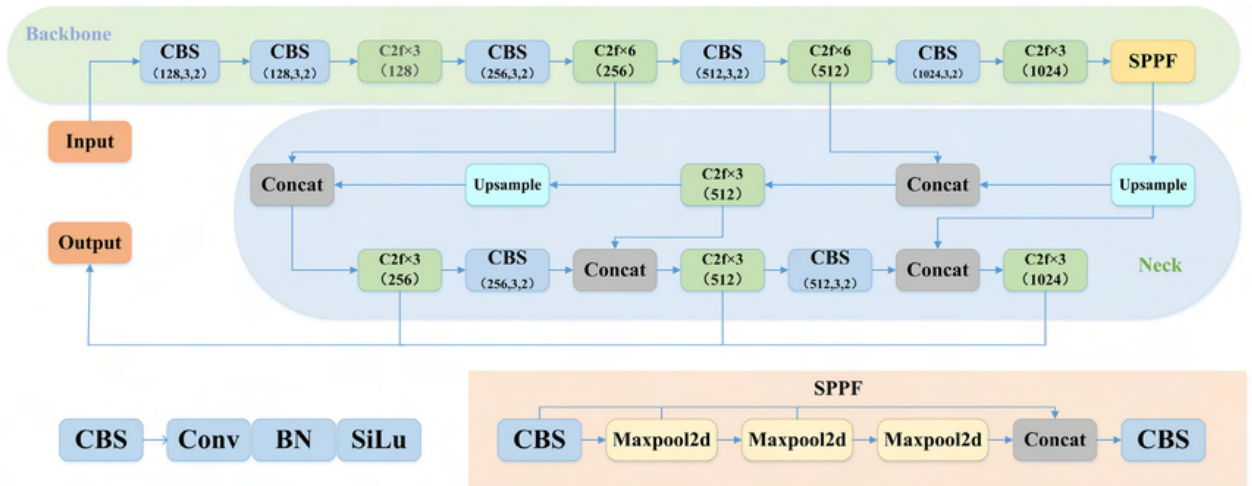 Backbone
CBS
(128,3,2)
CBS
(128,3,2)
C2f×3
(128)
CBS
(256,3,2)
C2f×6
(256)
CBS
(512,3,2)
C2f×6
(512)
CBS
(1024,3,2)
C2f×3
(1024)
SPPF
Input
Concat
Upsample
C2f×3
(512)
Concat
Upsample
Output
C2f×3
(256)
CBS
(256,3,2)
Concat
C2f×3
(512)
CBS
(512,3,2)
Concat
C2f×3
(1024)
Neck
CBS
Conv
BN
SiLu
SPPF
CBS
Maxpool2d
Maxpool2d
Maxpool2d
Concat
CBS